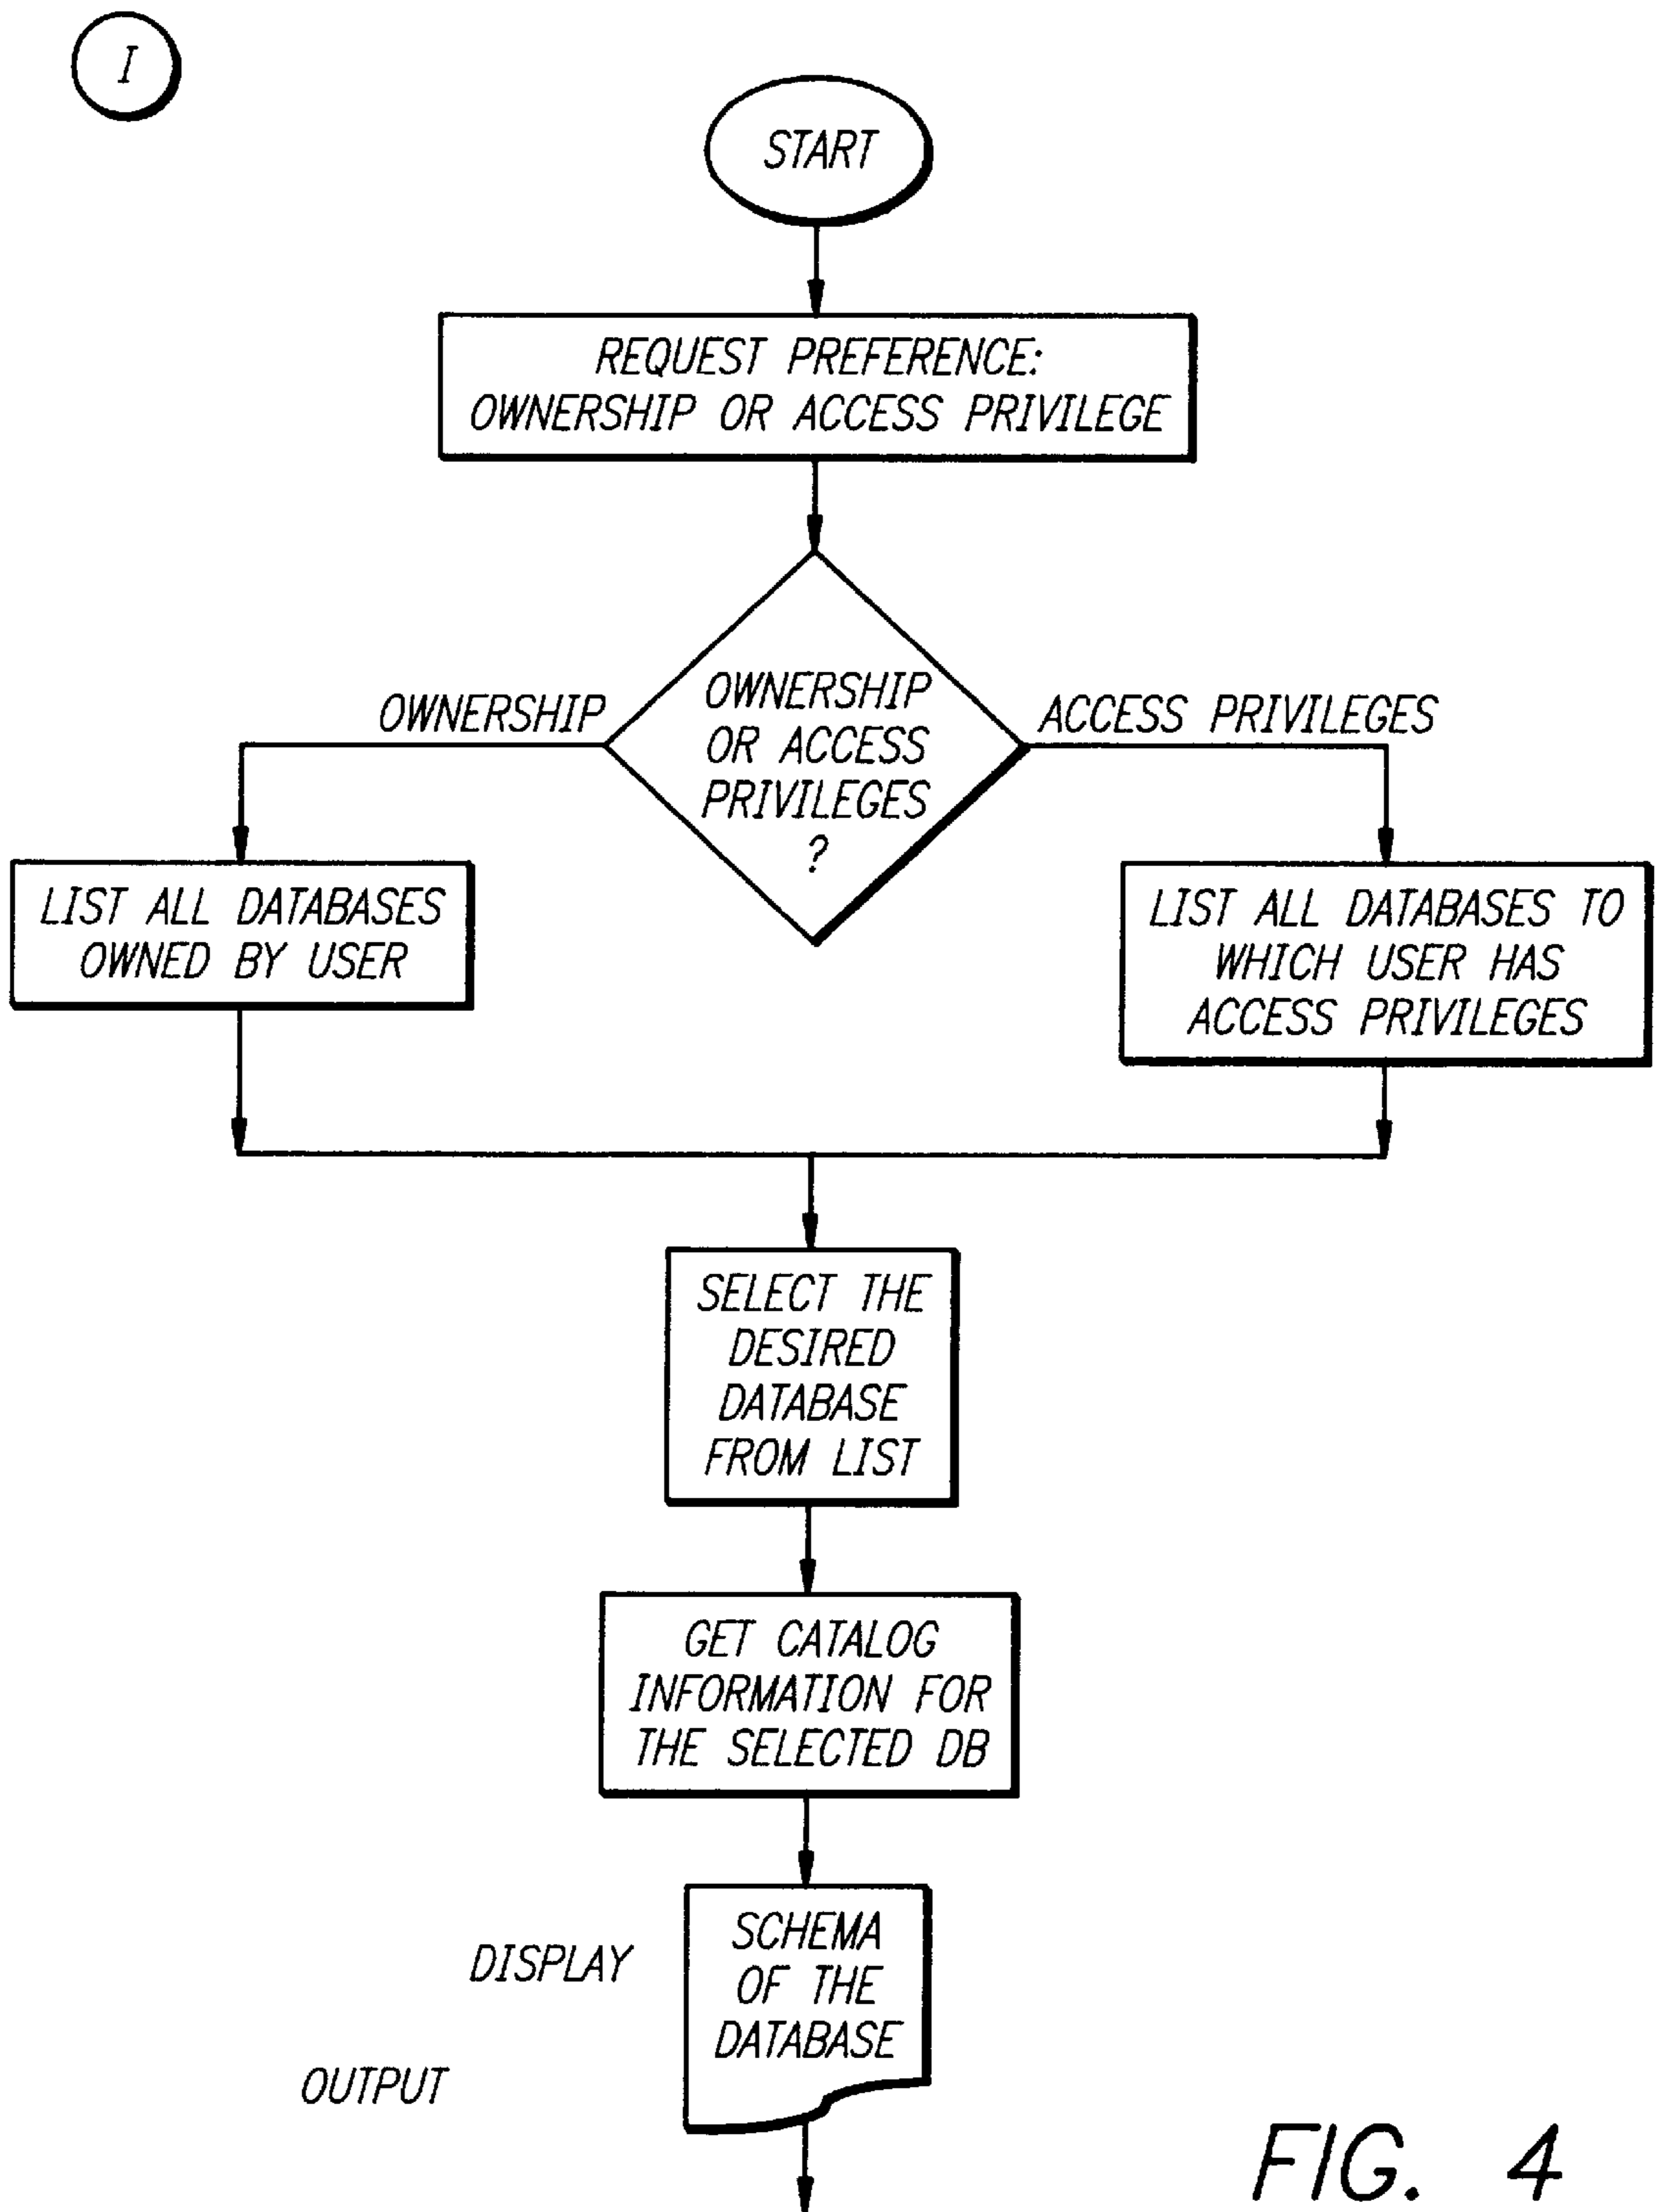 I
START
REQUEST PREFERENCE:
OWNERSHIP OR ACCESS PRIVILEGE
OWNERSHIP
OWNERSHIP
OR ACCESS
PRIVILEGES
?
ACCESS PRIVILEGES
LIST ALL DATABASES
OWNED BY USER
LIST ALL DATABASES TO
WHICH USER HAS
ACCESS PRIVILEGES
SELECT THE
DESIRED
DATABASE
FROM LIST
GET CATALOG
INFORMATION FOR
THE SELECTED DB
DISPLAY
SCHEMA
OF THE
DATABASE
OUTPUT
FIG. 4